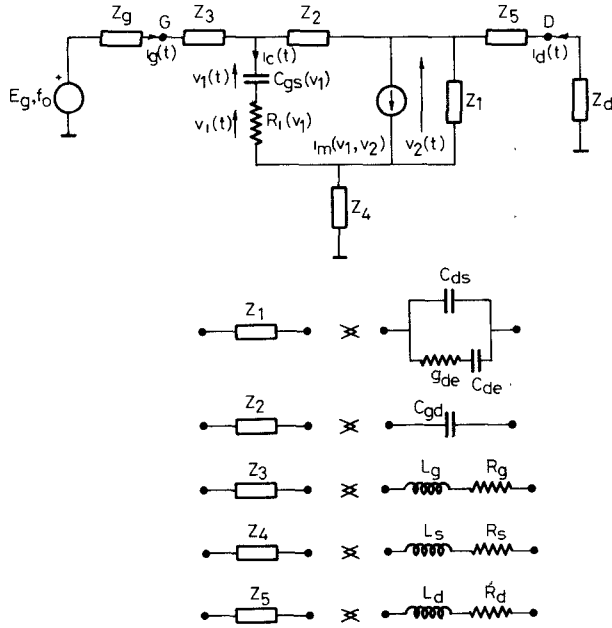 Zg G Z3 Z2 Z5 D
ig(t) ic(t) id(t)
Eg,fo + v1(t) Cgs(v1) Z1 Zd
vi(t) Ri(v1) im(v1,v2) v2(t)
Z4
Z1 Cds
gde Cde
Z2 Cgd
Z3 Lg Rg
Z4 Ls Rs
Z5 Ld Rd